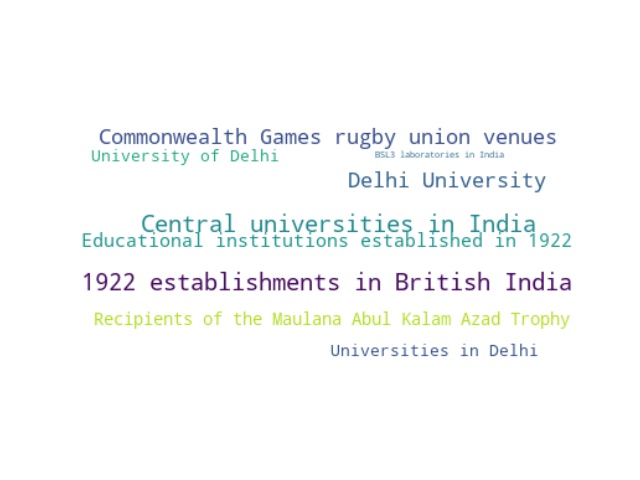 Commonwealth Games rugby union venues
University of Delhi
BSL3 laboratories in India
Delhi University
Central universities in India
Educational institutions established in 1922
1922 establishments in British India
Recipients of the Maulana Abul Kalam Azad Trophy
Universities in Delhi